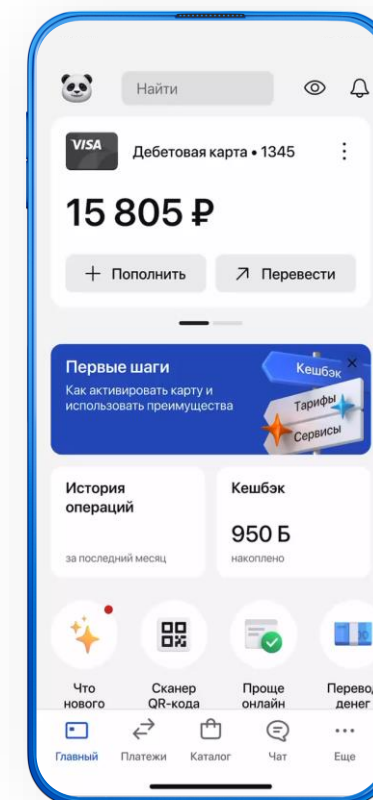 Найти
VISA
Дебетовая карта • 1345
15 805 ₽
+ Пополнить
Перевести
Первые шаги
Как активировать карту и
использовать преимущества
Кешбэк
Тарифы
Сервисы
История
операций
за последний месяц
Кешбэк
950 Б
накоплено
Что
нового
Сканер
QR-кода
Проще
онлайн
Перевод
денег
Главный
Платежи
Каталог
Чат
Еще